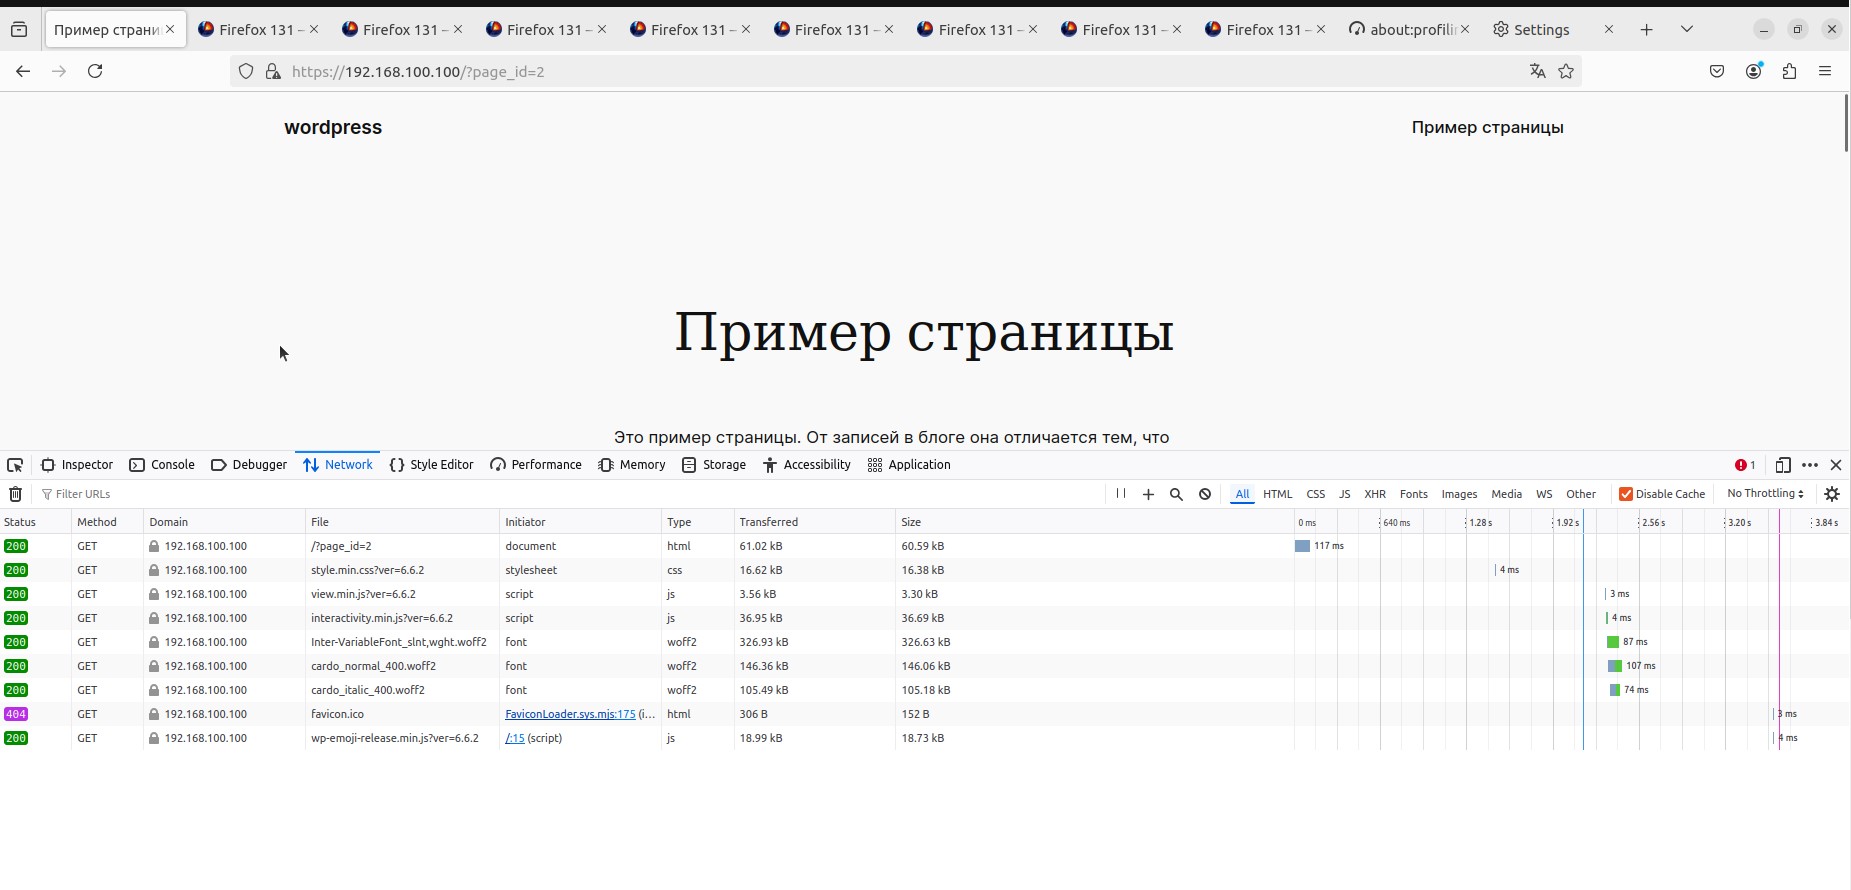 Пример страни
Firefox 131 –
Firefox 131 –
Firefox 131 –
Firefox 131 –
Firefox 131 –
Firefox 131 –
Firefox 131 –
Firefox 131 –
about:profilin
Settings
https://192.168.100.100/?page_id=2
wordpress
Пример страницы
Пример страницы
Это пример страницы. От записей в блоге она отличается тем, что
Inspector Console Debugger Network Style Editor Performance Memory Storage Accessibility Application 1
Filter URLs All HTML CSS JS XHR Fonts Images Media WS Other Disable Cache No Throttling
Status Method Domain File Initiator Type Transferred Size 0 ms 640 ms 1.28 s 1.92 s 2.56 s 3.20 s 3.84 s
200 GET 192.168.100.100 /?page_id=2 document html 61.02 kB 60.59 kB 117 ms
200 GET 192.168.100.100 style.min.css?ver=6.6.2 stylesheet css 16.62 kB 16.38 kB 4 ms
200 GET 192.168.100.100 view.min.js?ver=6.6.2 script js 3.56 kB 3.30 kB 3 ms
200 GET 192.168.100.100 interactivity.min.js?ver=6.6.2 script js 36.95 kB 36.69 kB 4 ms
200 GET 192.168.100.100 Inter-VariableFont_slnt,wght.woff2 font woff2 326.93 kB 326.63 kB 87 ms
200 GET 192.168.100.100 cardo_normal_400.woff2 font woff2 146.36 kB 146.06 kB 107 ms
200 GET 192.168.100.100 cardo_italic_400.woff2 font woff2 105.49 kB 105.18 kB 74 ms
404 GET 192.168.100.100 favicon.ico FaviconLoader.sys.mjs:175 (i... html 306 B 152 B 3 ms
200 GET 192.168.100.100 wp-emoji-release.min.js?ver=6.6.2 /:15 (script) js 18.99 kB 18.73 kB 4 ms